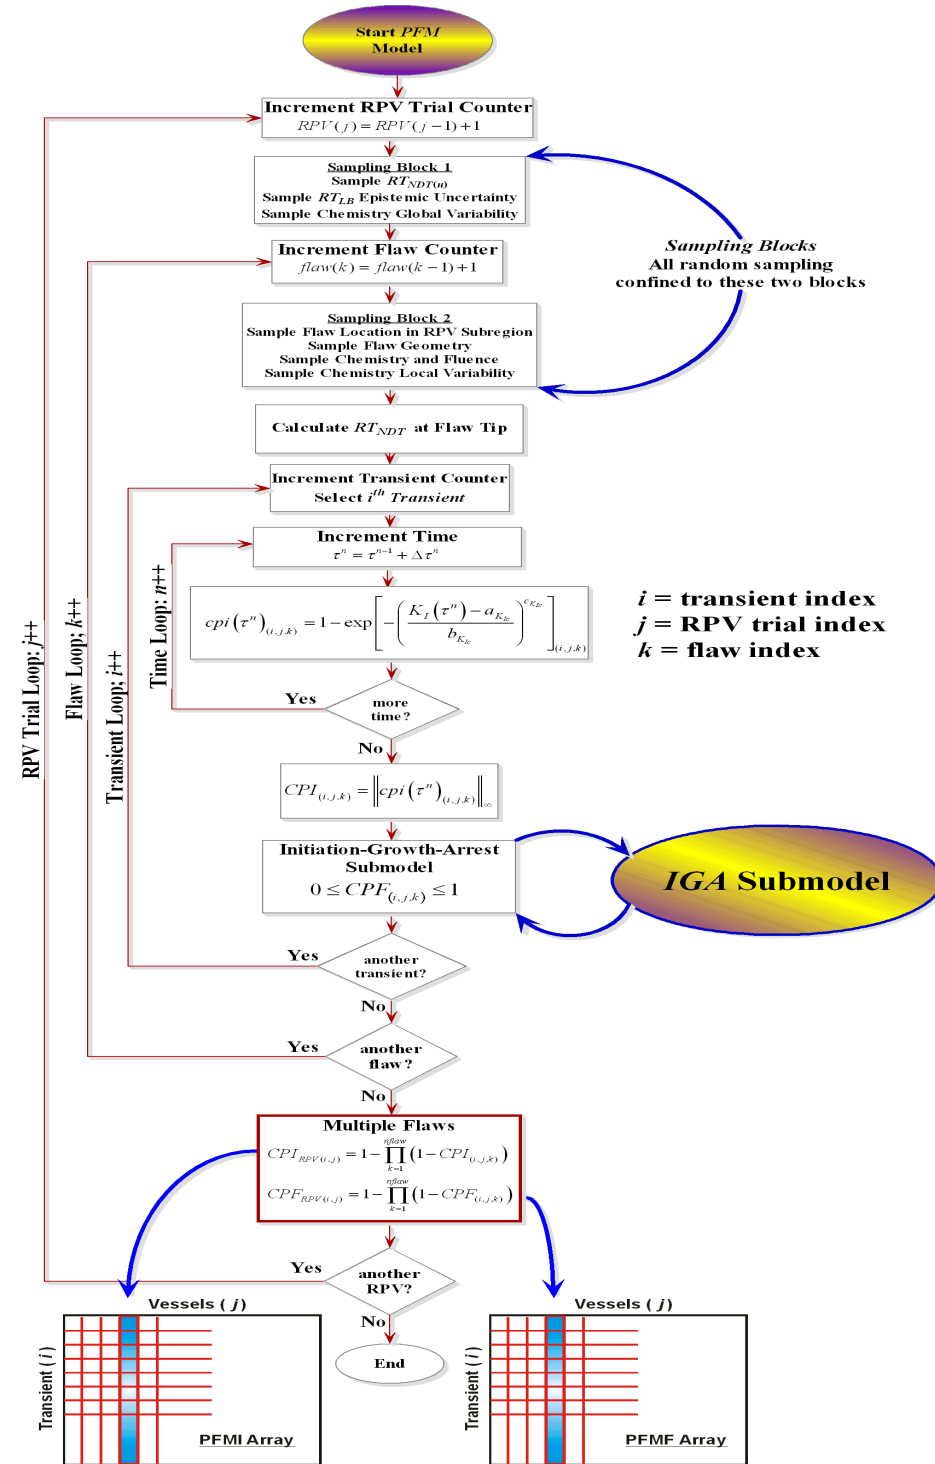 Start PFM
Model
Increment RPV Trial Counter
RPV(j) = RPV(j−1)+1
Sampling Block 1
Sample RT_NDT(u)
Sample RT_LB Epistemic Uncertainty
Sample Chemistry Global Variability
Increment Flaw Counter
flaw(k) = flaw(k−1)+1
Sampling Blocks
All random sampling
confined to these two blocks
Sampling Block 2
Sample Flaw Location in RPV Subregion
Sample Flaw Geometry
Sample Chemistry and Fluence
Sample Chemistry Local Variability
Calculate RT_NDT at Flaw Tip
Increment Transient Counter
Select i^th Transient
Increment Time
τ^n = τ^(n−1) + Δτ^n
cpi(τ^n)_(i,j,k) = 1−exp[−((K_I(τ^n)−a_K_Ic)/b_K_Ic)^c_K_Ic]_(i,j,k)
i = transient index
j = RPV trial index
k = flaw index
RPV Trial Loop; j++
Flaw Loop; k++
Transient Loop; i++
Time Loop; n++
Yes
more
time?
No
CPI_(i,j,k) = ‖cpi(τ^n)_(i,j,k)‖_∞
Initiation-Growth-Arrest
Submodel
0 ≤ CPF_(i,j,k) ≤ 1
IGA Submodel
Yes
another
transient?
No
Yes
another
flaw?
No
Multiple Flaws
CPI_RPV(i,j) = 1−∏_(k=1)^nflaw (1−CPI_(i,j,k))
CPF_RPV(i,j) = 1−∏_(k=1)^nflaw (1−CPF_(i,j,k))
Yes
another
RPV?
No
End
Vessels (j)
Transient (i)
PFMI Array
Vessels (j)
Transient (i)
PFMF Array